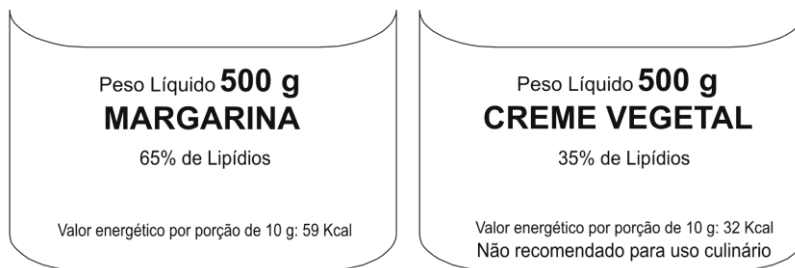 Peso Líquido 500 g
MARGARINA
65% de Lipídios
Valor energético por porção de 10 g: 59 Kcal
Peso Líquido 500 g
CREME VEGETAL
35% de Lipídios
Valor energético por porção de 10 g: 32 Kcal
Não recomendado para uso culinário